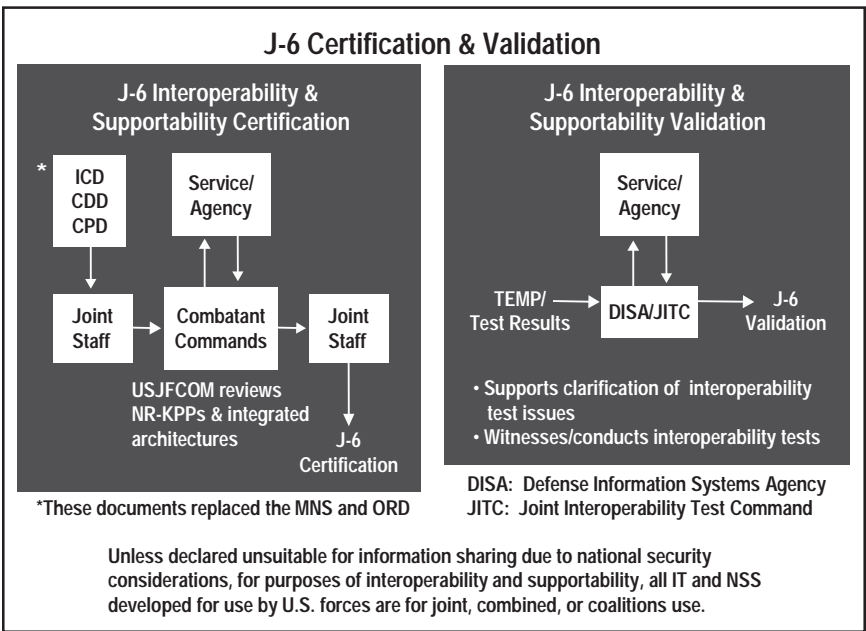 J-6 Certification & Validation
J-6 Interoperability &
Supportability Certification
*
ICD
CDD
CPD
Service/
Agency
Joint
Staff
Combatant
Commands
Joint
Staff
USJFCOM reviews
NR-KPPs & integrated
architectures
J-6
Certification
*These documents replaced the MNS and ORD
J-6 Interoperability &
Supportability Validation
Service/
Agency
TEMP/
Test Results
DISA/JITC
J-6
Validation
• Supports clarification of interoperability
test issues
• Witnesses/conducts interoperability tests
DISA: Defense Information Systems Agency
JITC: Joint Interoperability Test Command
Unless declared unsuitable for information sharing due to national security
considerations, for purposes of interoperability and supportability, all IT and NSS
developed for use by U.S. forces are for joint, combined, or coalitions use.